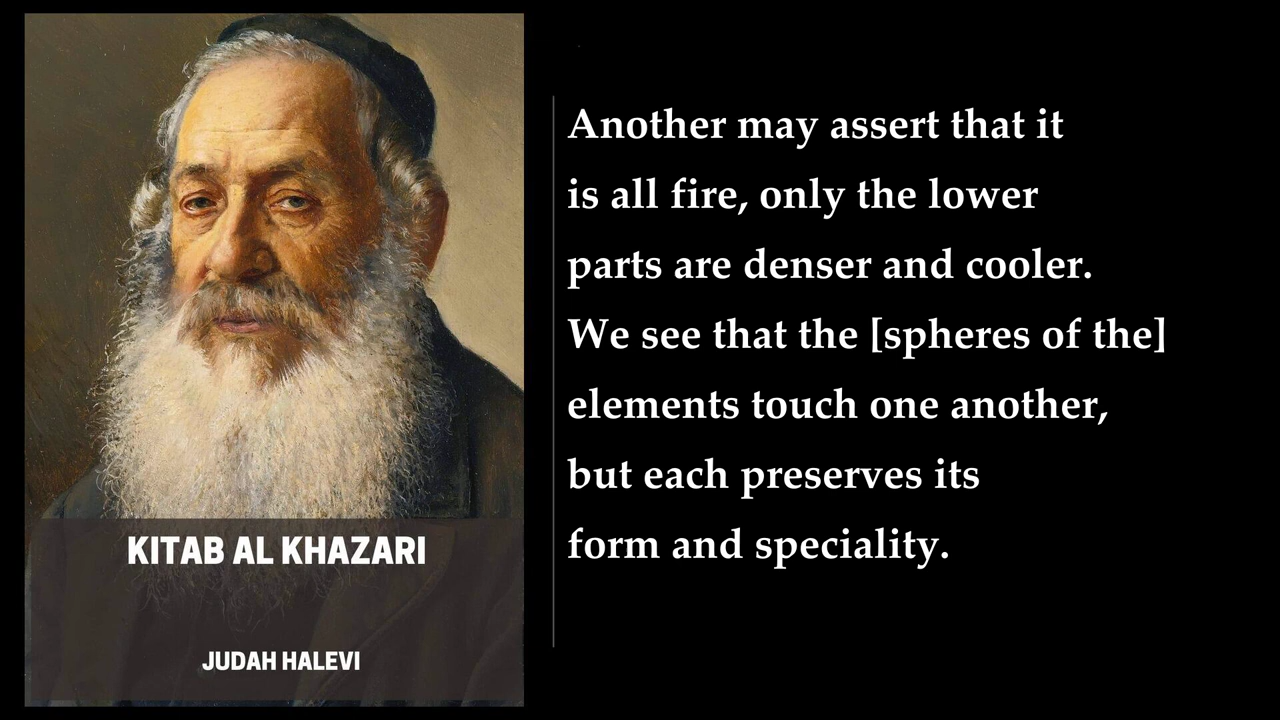 KITAB AL KHAZARI
JUDAH HALEVI
Another may assert that it
is all fire, only the lower
parts are denser and cooler.
We see that the [spheres of the]
elements touch one another,
but each preserves its
form and speciality.